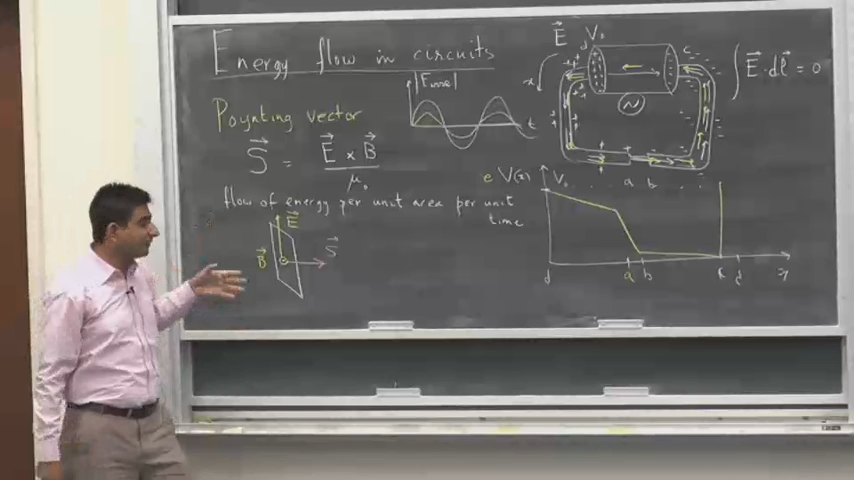 Energy flow in circuits
Poynting vector
S⃗ = E⃗ × B⃗ / μ₀
flow of energy per unit area per unit time
E⃗
B⃗
S⃗
t
E⃗ V₀
d
c
x
~
a b
∫ E⃗ · dl⃗ = 0
e V(x) V₀
d a b d